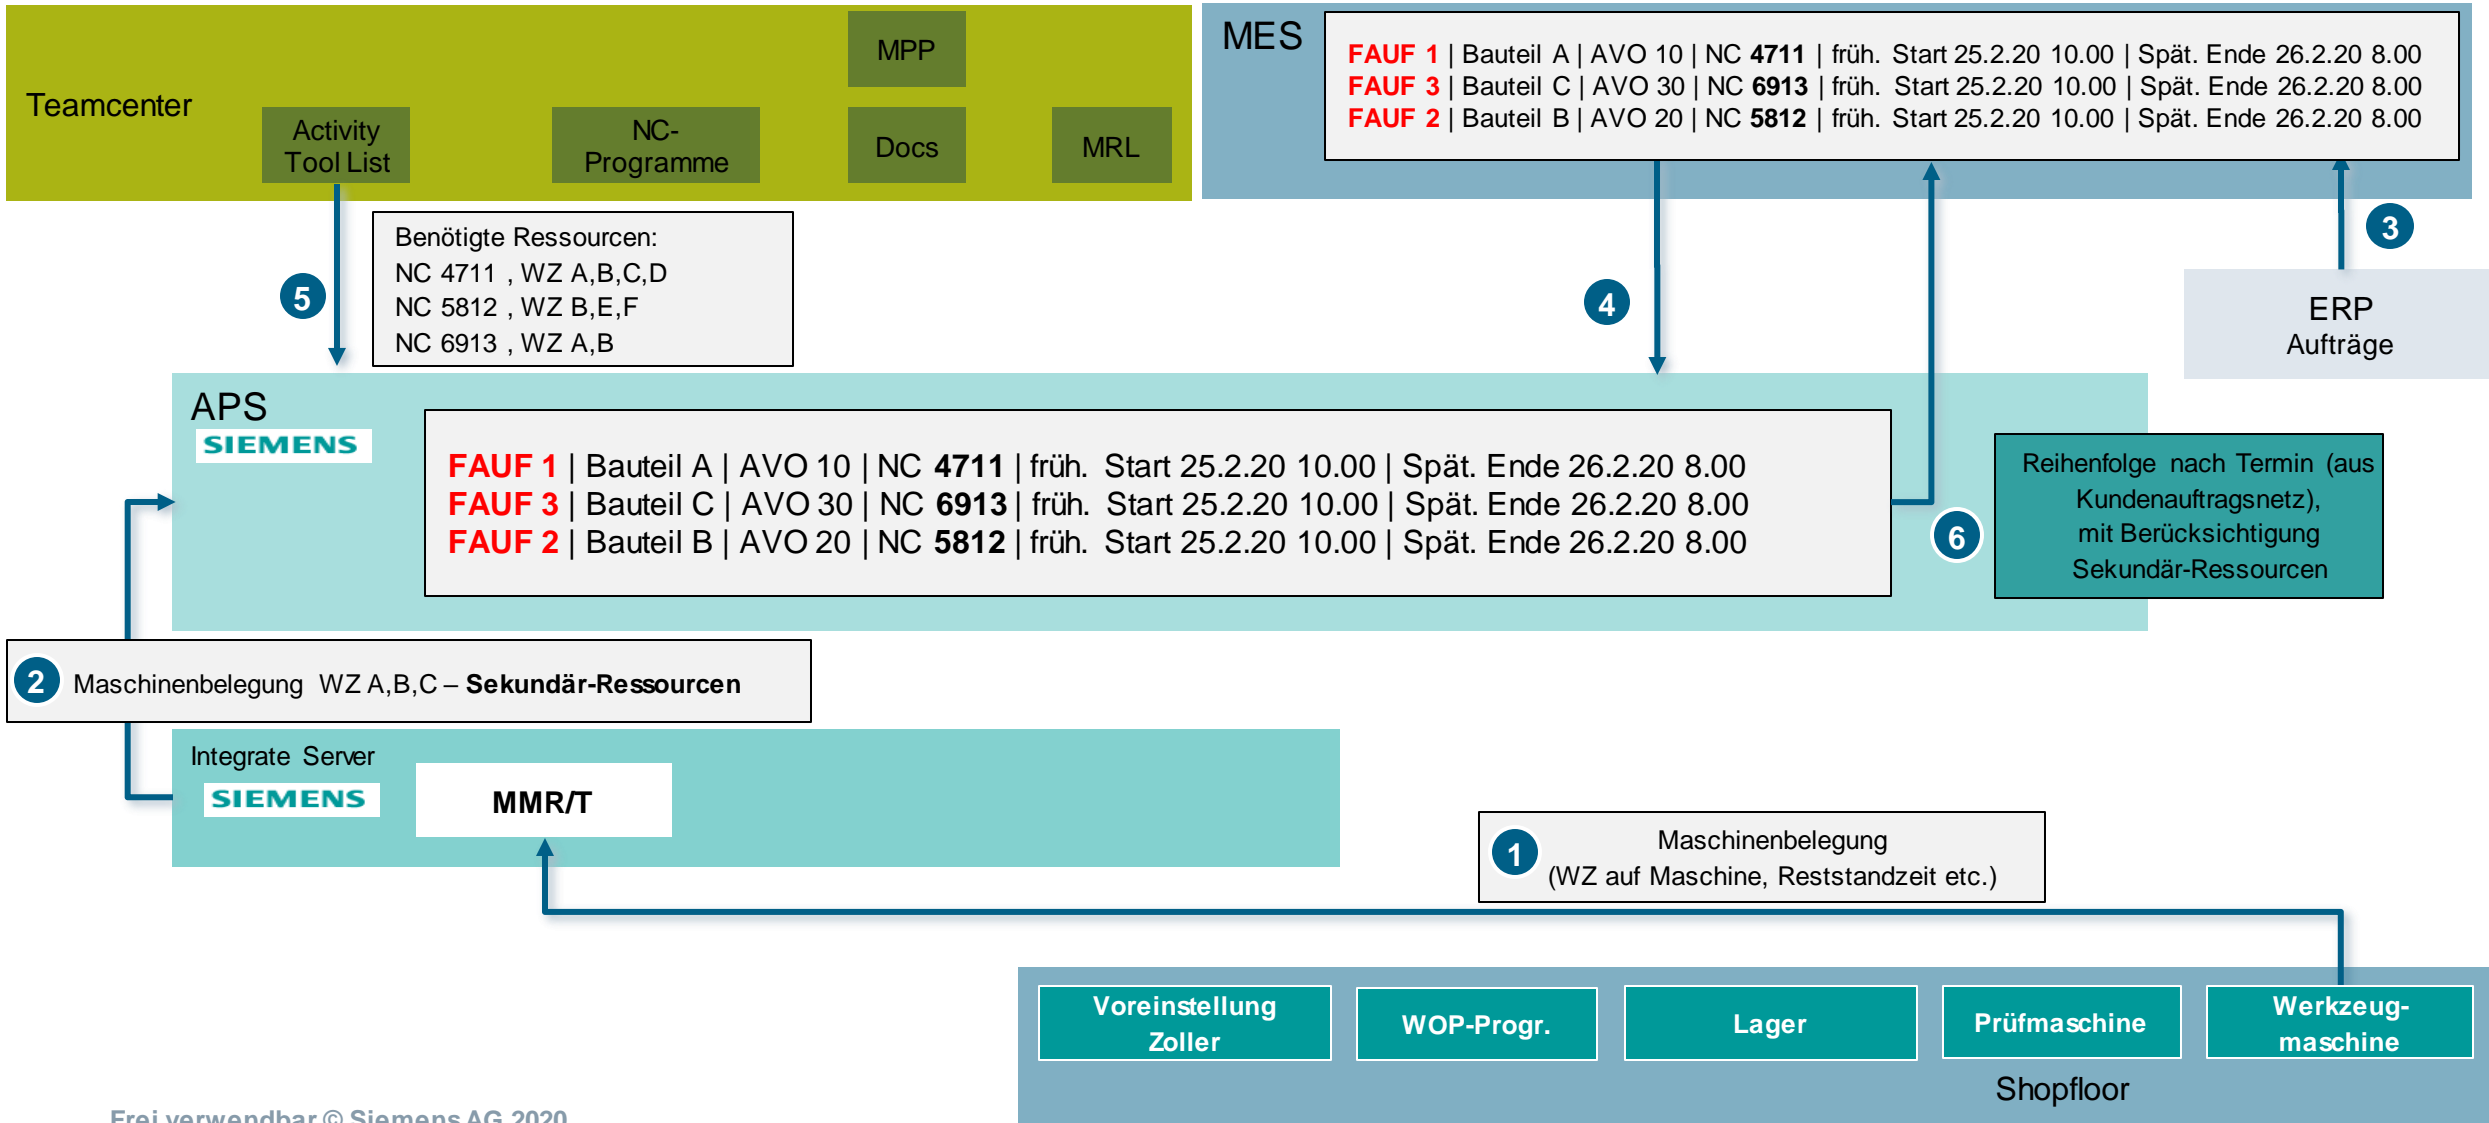 Teamcenter
MPP
Activity
Tool List
NC-
Programme
Docs
MRL
MES
FAUF 1 | Bauteil A | AVO 10 | NC 4711 | früh. Start 25.2.20 10.00 | Spät. Ende 26.2.20 8.00
FAUF 3 | Bauteil C | AVO 30 | NC 6913 | früh. Start 25.2.20 10.00 | Spät. Ende 26.2.20 8.00
FAUF 2 | Bauteil B | AVO 20 | NC 5812 | früh. Start 25.2.20 10.00 | Spät. Ende 26.2.20 8.00
3
ERP
Aufträge
5
Benötigte Ressourcen:
NC 4711 , WZ A,B,C,D
NC 5812 , WZ B,E,F
NC 6913 , WZ A,B
4
APS
SIEMENS
FAUF 1 | Bauteil A | AVO 10 | NC 4711 | früh. Start 25.2.20 10.00 | Spät. Ende 26.2.20 8.00
FAUF 3 | Bauteil C | AVO 30 | NC 6913 | früh. Start 25.2.20 10.00 | Spät. Ende 26.2.20 8.00
FAUF 2 | Bauteil B | AVO 20 | NC 5812 | früh. Start 25.2.20 10.00 | Spät. Ende 26.2.20 8.00
6
Reihenfolge nach Termin (aus
Kundenauftragsnetz),
mit Berücksichtigung
Sekundär-Ressourcen
2 Maschinenbelegung WZ A,B,C – Sekundär-Ressourcen
Integrate Server
SIEMENS
MMR/T
1
Maschinenbelegung
(WZ auf Maschine, Reststandzeit etc.)
Voreinstellung
Zoller
WOP-Progr.
Lager
Prüfmaschine
Werkzeug-
maschine
Shopfloor
Frei verwendbar © Siemens AG 2020